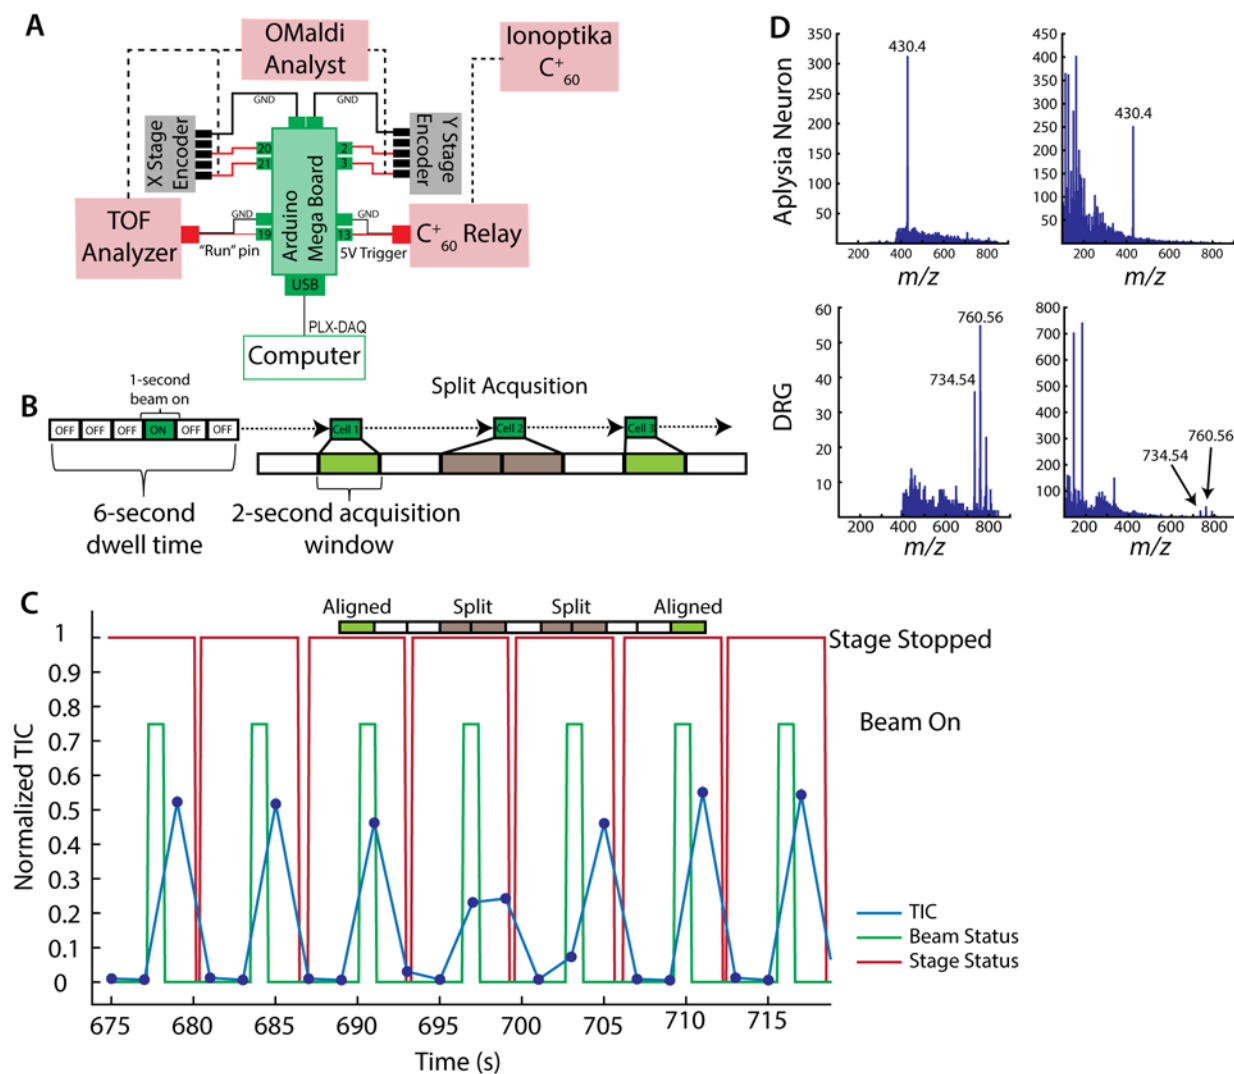 A
OMaldi
Analyst
Ionoptika
C+60
GND
GND
X Stage
Encoder
Y Stage
Encoder
20
21
2
3
Arduino
Mega Board
TOF
Analyzer
GND
GND
19
13
"Run" pin
5V Trigger
C+60 Relay
USB
PLX-DAQ
Computer
B
1-second
beam on
Split Acqusition
OFF OFF OFF ON OFF OFF
Cell 1
Cell 2
Cell 3
6-second
dwell time
2-second acquisition
window
C
Aligned
Split
Split
Aligned
Stage Stopped
Beam On
Normalized TIC
1
0.9
0.8
0.7
0.6
0.5
0.4
0.3
0.2
0.1
0
675 680 685 690 695 700 705 710 715
Time (s)
TIC
Beam Status
Stage Status
D
Aplysia Neuron
350
300
250
200
150
100
50
430.4
200 400 600 800
m/z
450
400
350
300
250
200
150
100
50
430.4
200 400 600 800
m/z
DRG
60
50
40
30
20
10
760.56
734.54
200 400 600 800
m/z
800
700
600
500
400
300
200
100
760.56
734.54
200 400 600 800
m/z